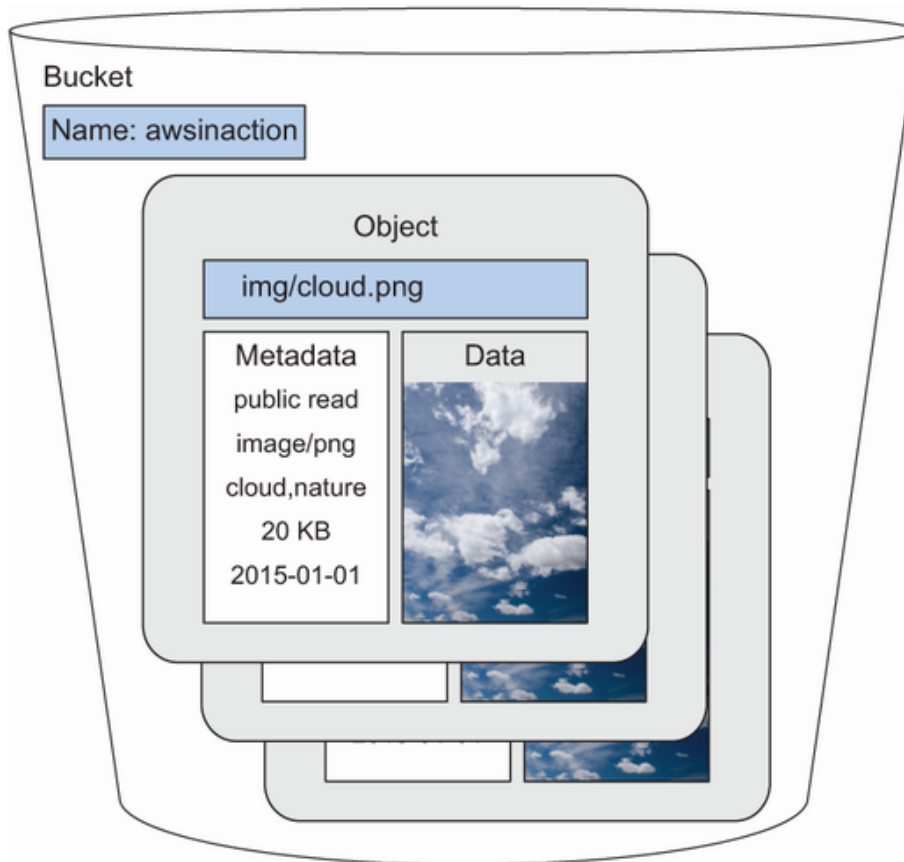 Bucket
Name: awsinaction
Object
img/cloud.png
Metadata
public read
image/png
cloud,nature
20 KB
2015-01-01
Data